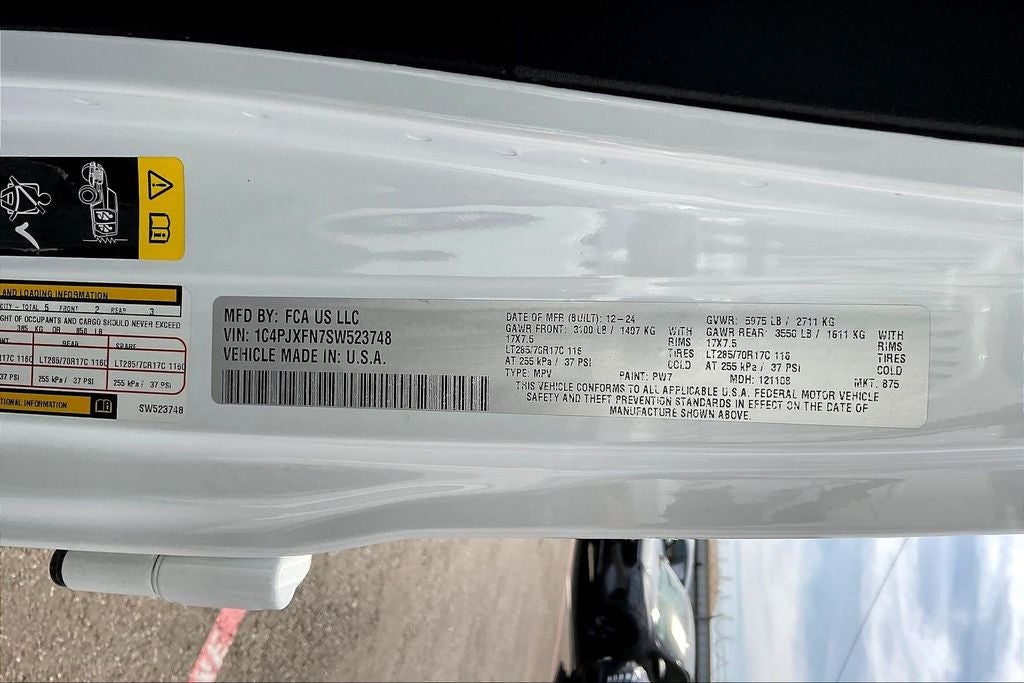 AND LOADING INFORMATION
CITY - TOTAL 5 FRONT 2 REAR 3
GHT OF OCCUPANTS AND CARGO SHOULD NEVER EXCEED
385 KG OR 850 LB
REAR SPARE
R17C 116Q LT285/70R17C 116Q LT285/70R17C 116Q
37 PSI 255 kPa / 37 PSI 255 kPa / 37 PSI
TIONAL INFORMATION
SW523748
MFD BY: FCA US LLC
VIN: 1C4PJXFN7SW523748
VEHICLE MADE IN: U.S.A.
DATE OF MFR (BUILT): 12-24
GAWR FRONT: 3100 LB / 1407 KG WITH
17X7.5 RIMS
LT285/70R17C 116 TIRES
AT 255 kPa / 37 PSI COLD
GVWR: 5975 LB / 2711 KG
GAWR REAR: 3550 LB / 1611 KG WITH
17X7.5 RIMS
LT285/70R17C 116 TIRES
AT 255 kPa / 37 PSI COLD
TYPE: MPV PAINT: PW7 MDH: 121108 MKT: 875
THIS VEHICLE CONFORMS TO ALL APPLICABLE U.S.A. FEDERAL MOTOR VEHICLE
SAFETY AND THEFT PREVENTION STANDARDS IN EFFECT ON THE DATE OF
MANUFACTURE SHOWN ABOVE.